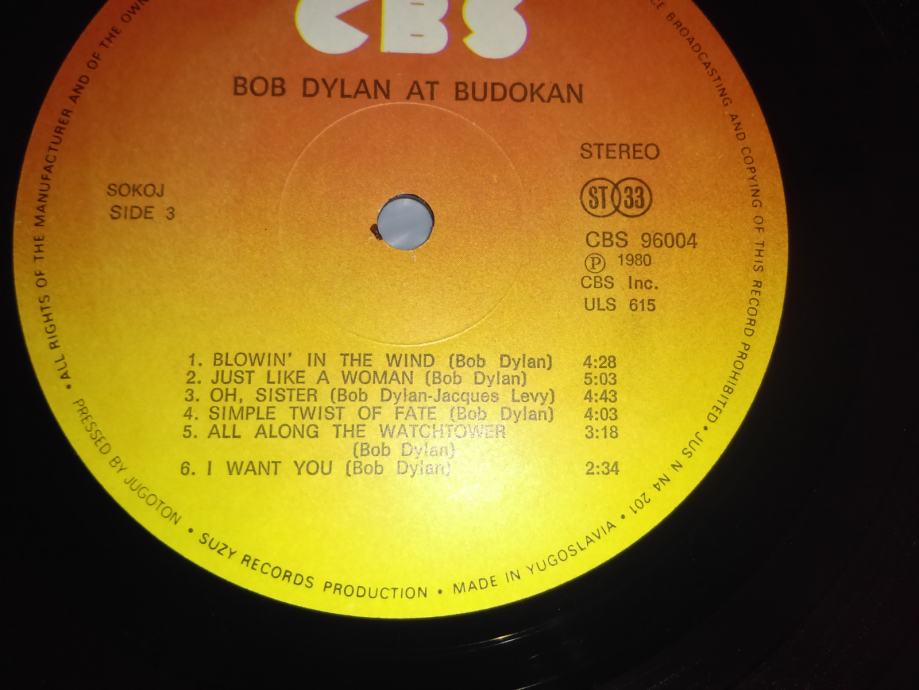 CBS
BOB DYLAN AT BUDOKAN
STEREO
SOKOJ
SIDE 3
ST 33
CBS 96004
Ⓟ 1980
CBS Inc.
ULS 615
1. BLOWIN' IN THE WIND (Bob Dylan) 4:28
2. JUST LIKE A WOMAN (Bob Dylan) 5:03
3. OH, SISTER (Bob Dylan-Jacques Levy) 4:43
4. SIMPLE TWIST OF FATE (Bob Dylan) 4:03
5. ALL ALONG THE WATCHTOWER 3:18
(Bob Dylan)
6. I WANT YOU (Bob Dylan) 2:34
• ALL RIGHTS OF THE MANUFACTURER AND OF THE
BROADCASTING AND COPYING OF THIS RECORD PROHIBITED • JUS N N4 201 •
PRESSED BY JUGOTON • SUZY RECORDS PRODUCTION • MADE IN YUGOSLAVIA